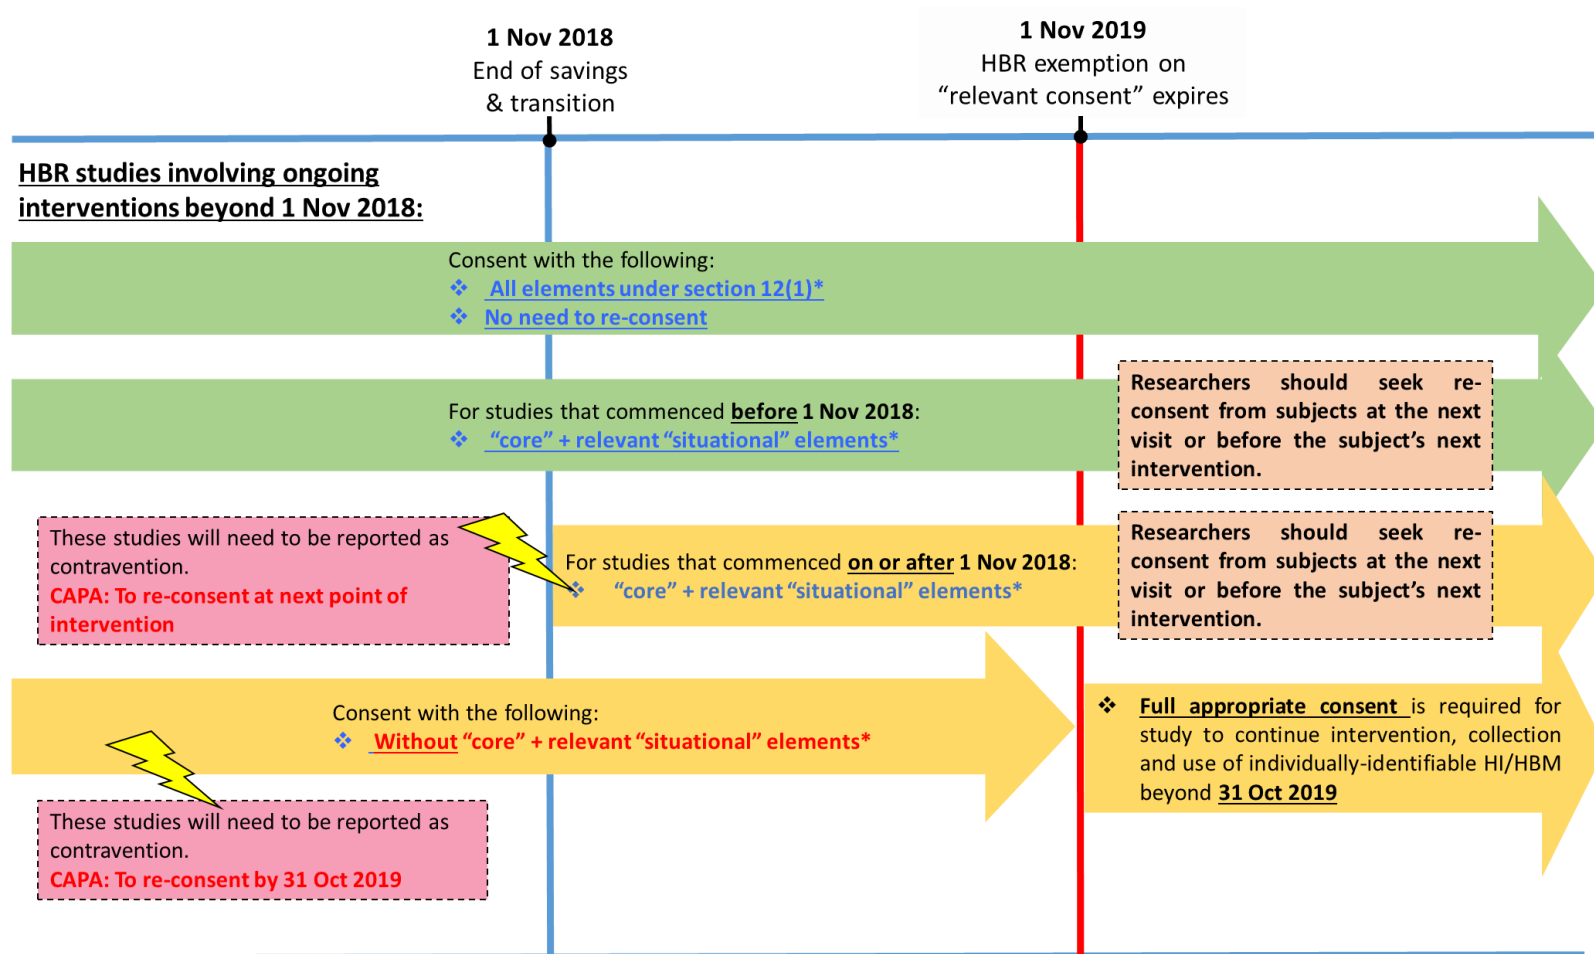 1 Nov 2018
End of savings
& transition
1 Nov 2019
HBR exemption on
“relevant consent” expires
HBR studies involving ongoing
interventions beyond 1 Nov 2018:
Consent with the following:
❖ All elements under section 12(1)*
❖ No need to re-consent
For studies that commenced before 1 Nov 2018:
❖ “core” + relevant “situational” elements*
Researchers should seek re-
consent from subjects at the next
visit or before the subject’s next
intervention.
These studies will need to be reported as
contravention.
CAPA: To re-consent at next point of
intervention
For studies that commenced on or after 1 Nov 2018:
❖ “core” + relevant “situational” elements*
Researchers should seek re-
consent from subjects at the next
visit or before the subject’s next
intervention.
Consent with the following:
❖ Without “core” + relevant “situational” elements*
❖ Full appropriate consent is required for
study to continue intervention, collection
and use of individually-identifiable HI/HBM
beyond 31 Oct 2019
These studies will need to be reported as
contravention.
CAPA: To re-consent by 31 Oct 2019